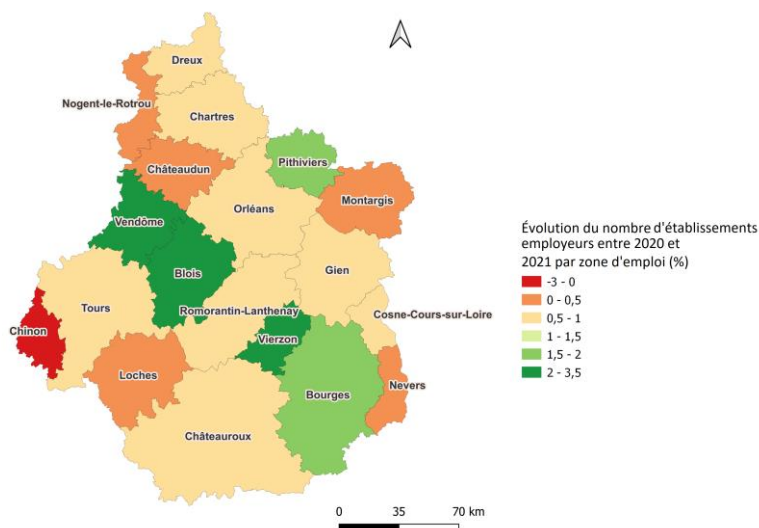 Dreux
Nogent-le-Rotrou
Chartres
Châteaudun
Pithiviers
Montargis
Orléans
Vendôme
Blois
Gien
Tours
Romorantin-Lanthenay
Cosne-Cours-sur-Loire
Chinon
Vierzon
Loches
Bourges
Nevers
Châteauroux
Évolution du nombre d'établissements
employeurs entre 2020 et
2021 par zone d'emploi (%)
-3 - 0
0 - 0,5
0,5 - 1
1 - 1,5
1,5 - 2
2 - 3,5
0 35 70 km